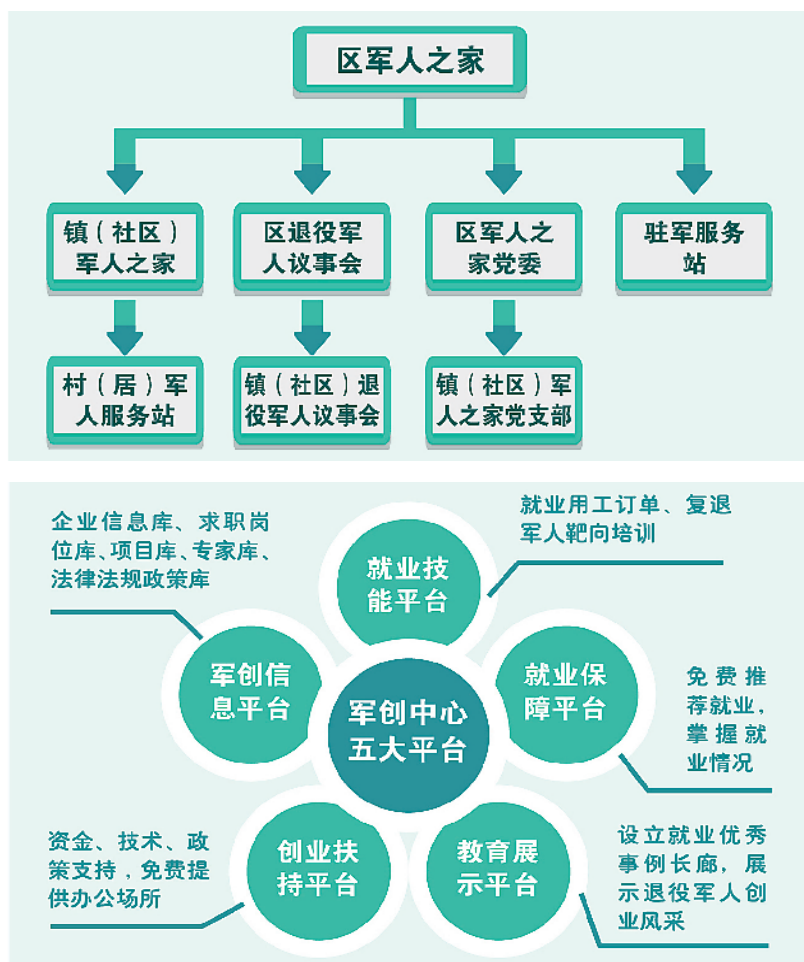 区军人之家
镇（社区）
军人之家
区退役军
人议事会
区军人之
家党委
驻军服务
站
村（居）军
人服务站
镇（社区）退
役军人议事会
镇（社区）军
人之家党支部
企业信息库、求职岗
位库、项目库、专家库、
法律法规政策库
就业用工订单、复退
军人靶向培训
就业技
能平台
军创信
息平台
就业保
障平台
军创中心
五大平台
免费推
荐就业，
掌握就
业情况
资金、技术、政
策支持，免费提
供办公场所
创业扶
持平台
教育展
示平台
设立就业优秀
事例长廊，展
示退役军人创
业风采